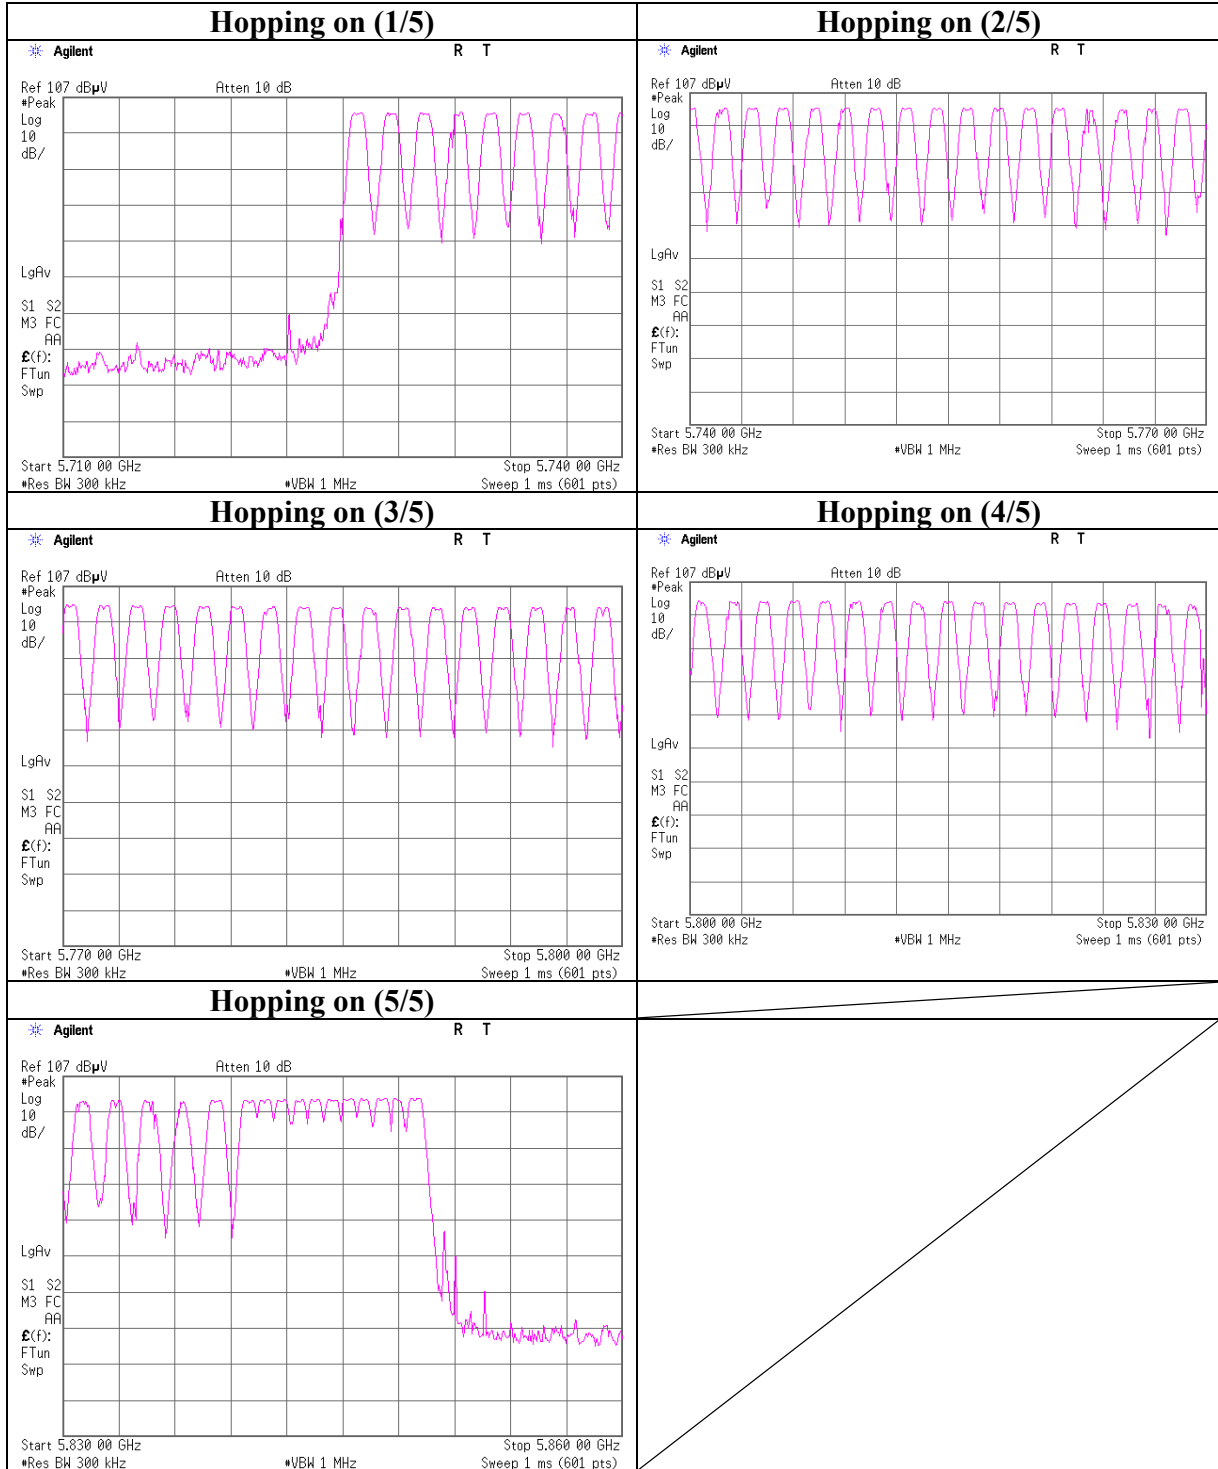 Hopping on (1/5)
Agilent R T
Ref 107 dBµV Atten 10 dB
#Peak
Log
10
dB/
LgAv
S1 S2
M3 FC
AA
£(f):
FTun
Swp
Start 5.710 00 GHz Stop 5.740 00 GHz
#Res BW 300 kHz #VBW 1 MHz Sweep 1 ms (601 pts)
Hopping on (2/5)
Agilent R T
Ref 107 dBµV Atten 10 dB
#Peak
Log
10
dB/
LgAv
S1 S2
M3 FC
AA
£(f):
FTun
Swp
Start 5.740 00 GHz Stop 5.770 00 GHz
#Res BW 300 kHz #VBW 1 MHz Sweep 1 ms (601 pts)
Hopping on (3/5)
Agilent R T
Ref 107 dBµV Atten 10 dB
#Peak
Log
10
dB/
LgAv
S1 S2
M3 FC
AA
£(f):
FTun
Swp
Start 5.770 00 GHz Stop 5.800 00 GHz
#Res BW 300 kHz #VBW 1 MHz Sweep 1 ms (601 pts)
Hopping on (4/5)
Agilent R T
Ref 107 dBµV Atten 10 dB
#Peak
Log
10
dB/
LgAv
S1 S2
M3 FC
AA
£(f):
FTun
Swp
Start 5.800 00 GHz Stop 5.830 00 GHz
#Res BW 300 kHz #VBW 1 MHz Sweep 1 ms (601 pts)
Hopping on (5/5)
Agilent R T
Ref 107 dBµV Atten 10 dB
#Peak
Log
10
dB/
LgAv
S1 S2
M3 FC
AA
£(f):
FTun
Swp
Start 5.830 00 GHz Stop 5.860 00 GHz
#Res BW 300 kHz #VBW 1 MHz Sweep 1 ms (601 pts)